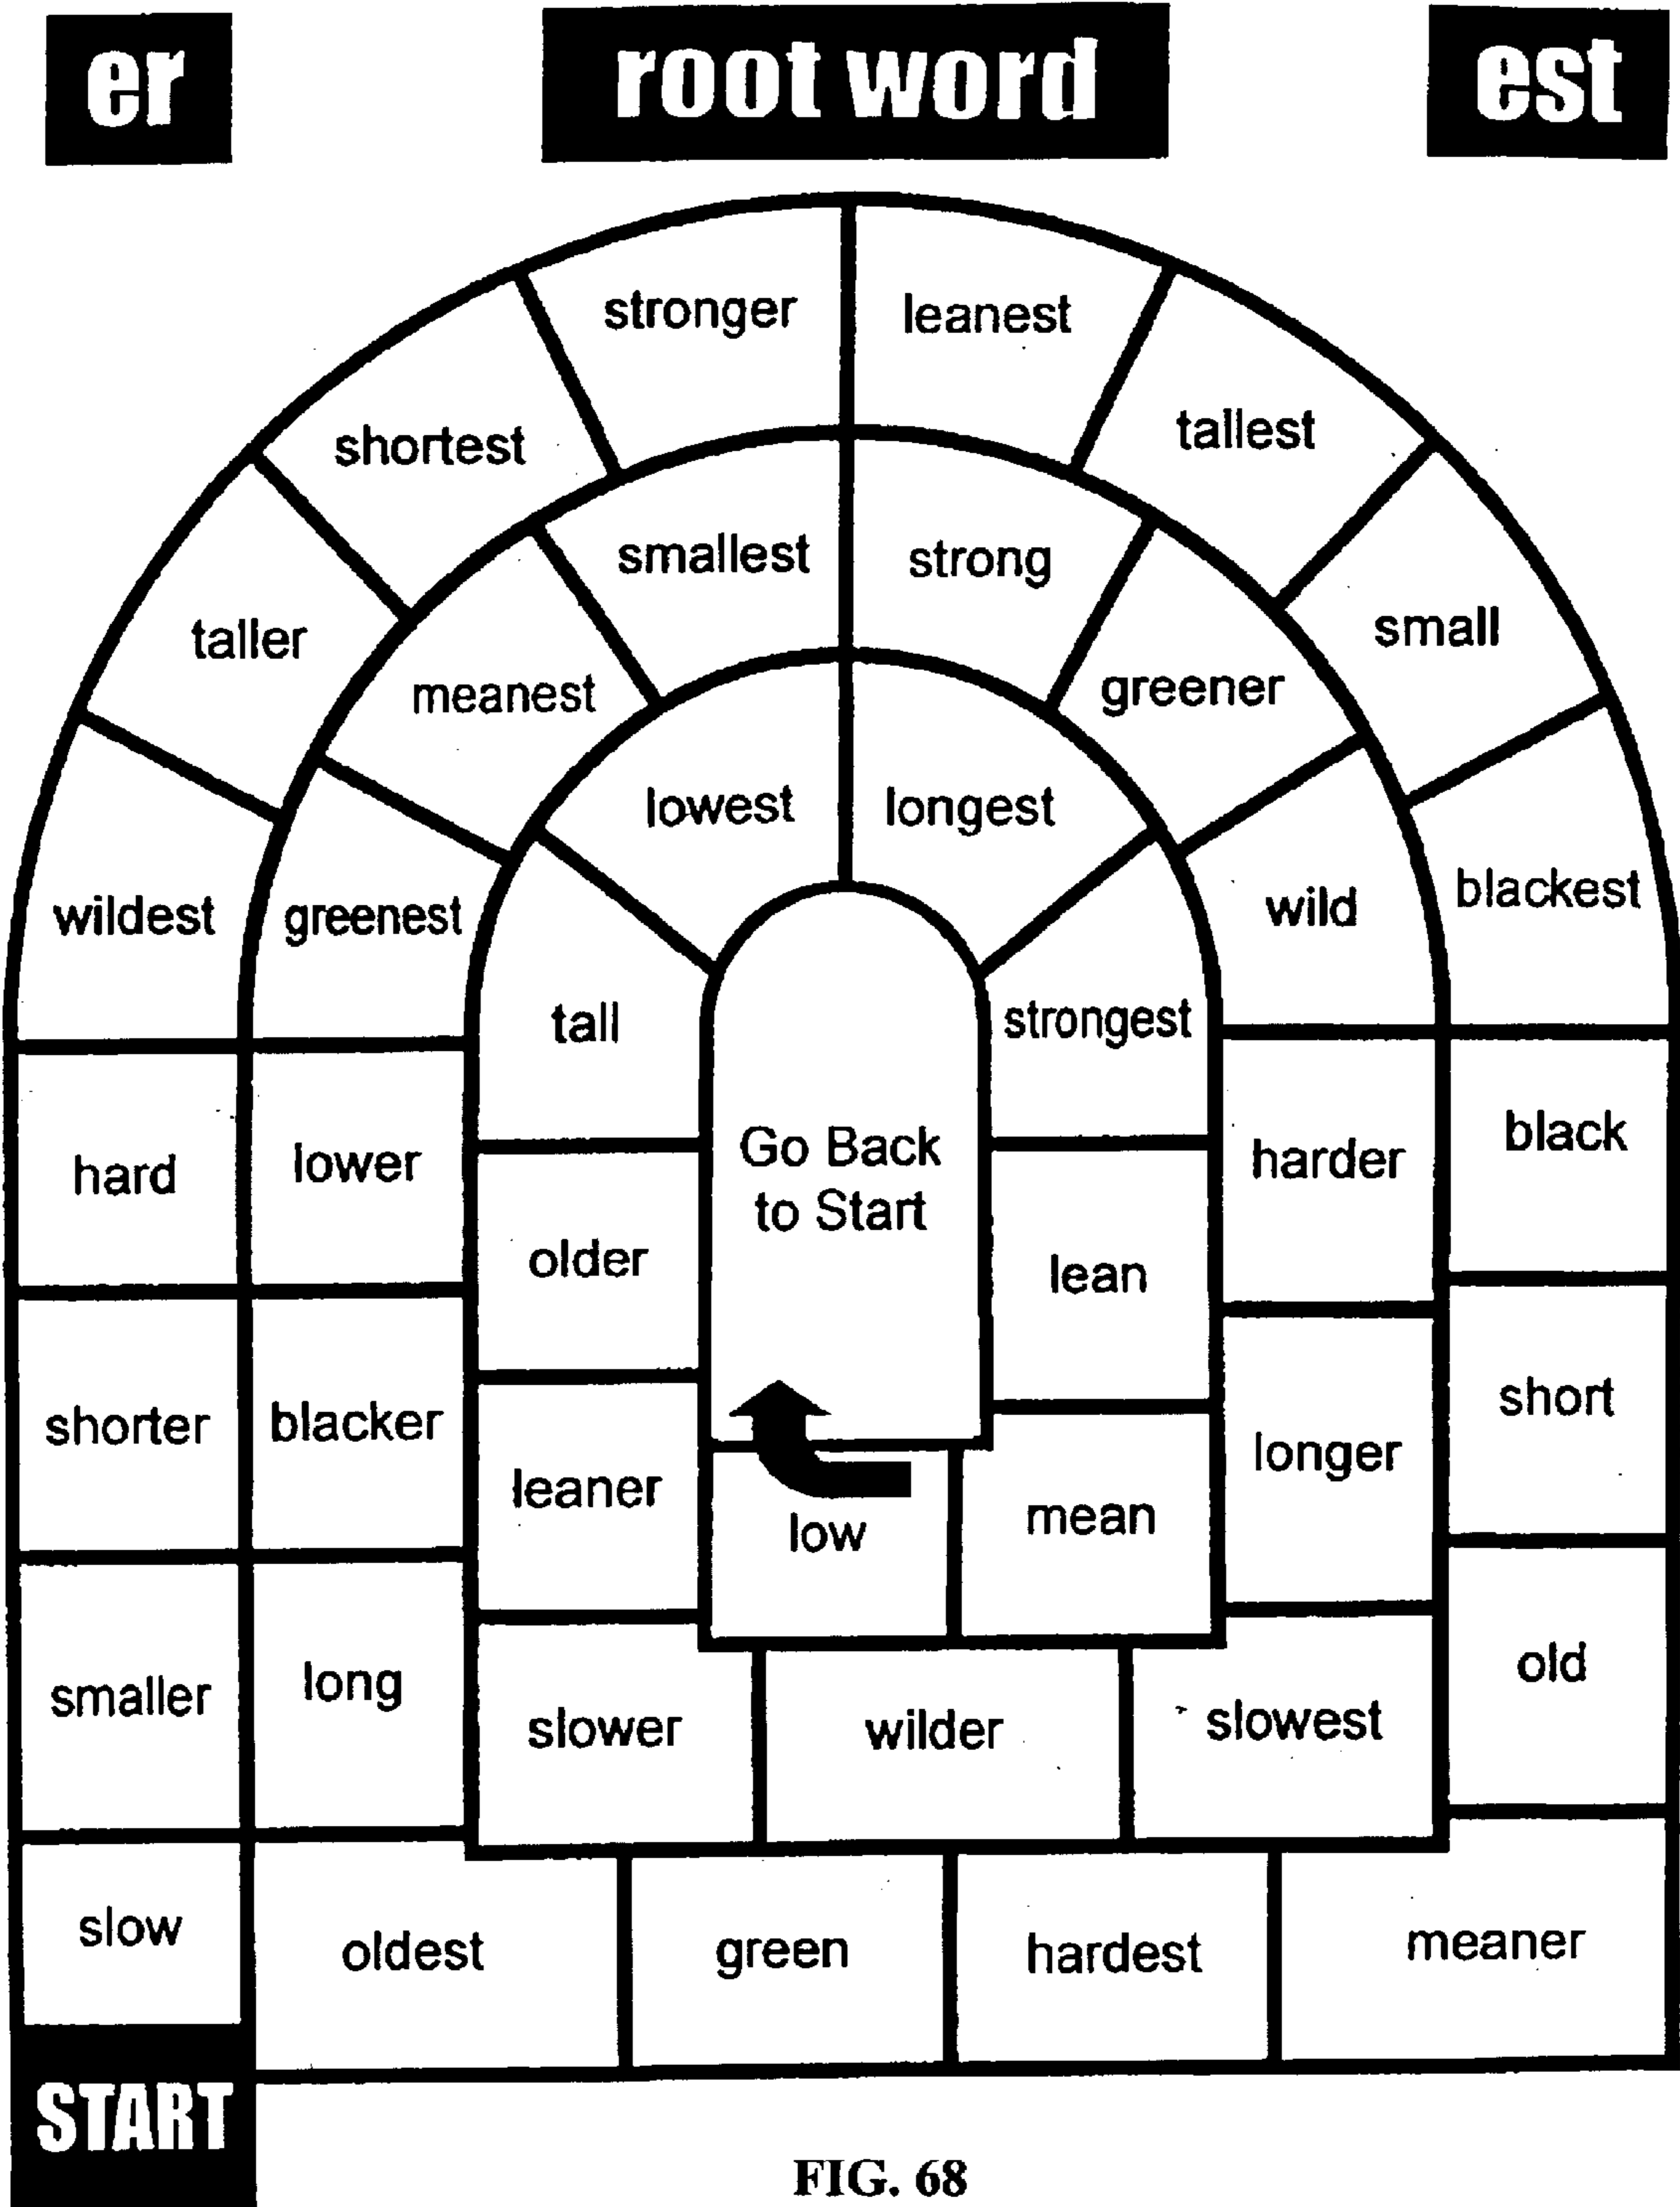 er
root word
est
stronger
leanest
shortest
tallest
smallest
strong
taller
small
meanest
greener
lowest
longest
wildest
greenest
wild
blackest
tall
strongest
hard
lower
Go Back
to Start
harder
black
older
lean
shorter
blacker
leaner
low
mean
longer
short
smaller
long
slower
wilder
slowest
old
slow
oldest
green
hardest
meaner
START
FIG. 68